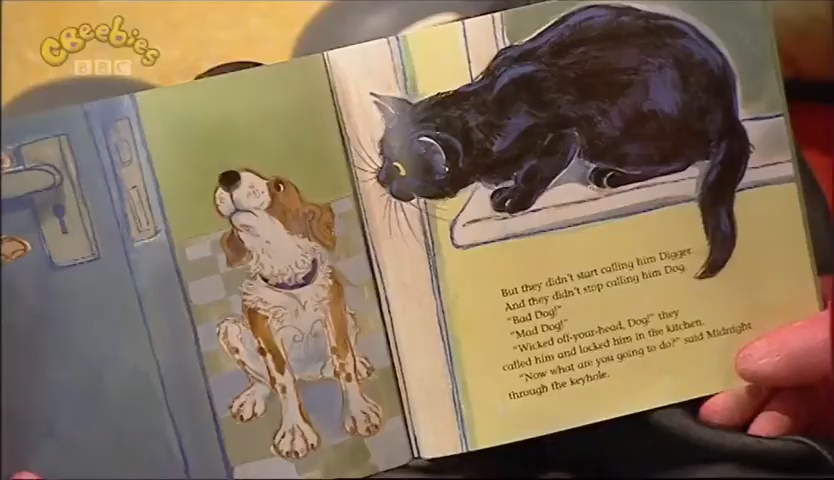 CBeebies
BBC
But they didn't start calling him Digger.
And they didn't stop calling him Dog.
"Bad Dog!"
"Mad Dog!"
"Wicked off-your-head, Dog!" they
called him and locked him in the kitchen.
"Now what are you going to do?" said Midnight
through the keyhole.